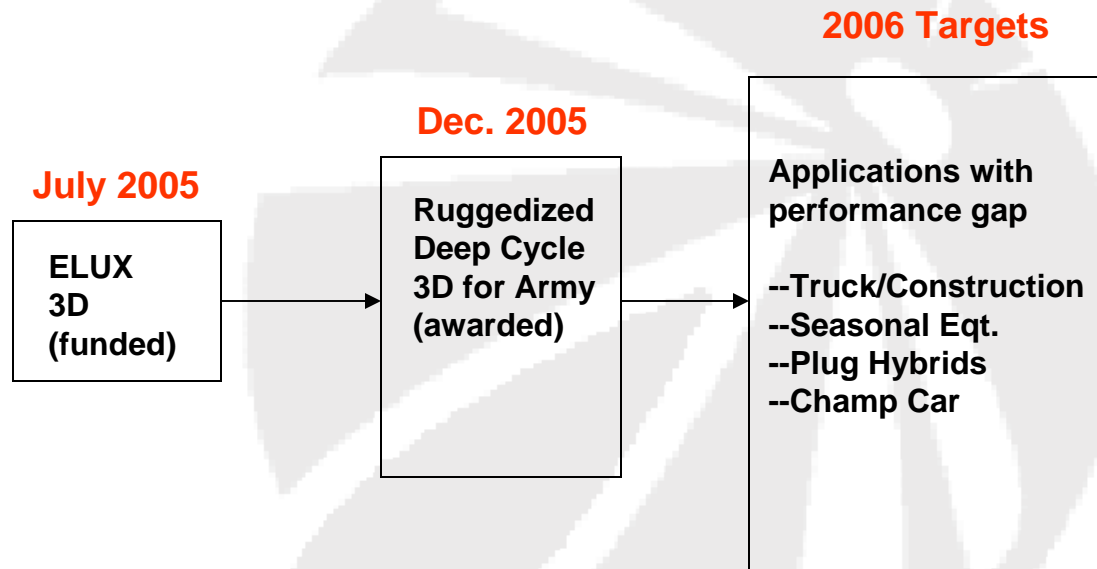 2006 Targets
Dec. 2005
July 2005
ELUX
3D
(funded)
Ruggedized
Deep Cycle
3D for Army
(awarded)
Applications with
performance gap
--Truck/Construction
--Seasonal Eqt.
--Plug Hybrids
--Champ Car